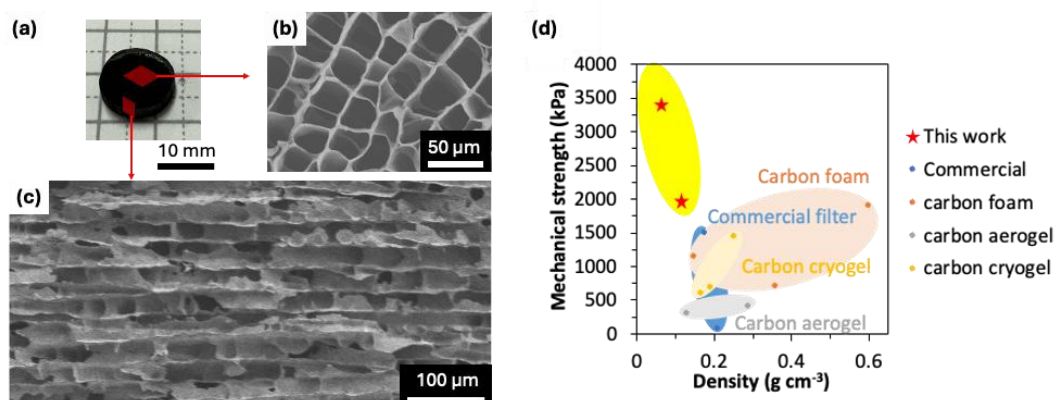 (a)
10 mm
(b)
50 µm
(c)
100 µm
(d)
Mechanical strength (kPa)
4000
3500
3000
2500
2000
1500
1000
500
0
Carbon foam
Commercial filter
Carbon cryogel
Carbon aerogel
0
0.2
0.4
0.6
Density (g cm⁻³)
This work
Commercial
carbon foam
carbon aerogel
carbon cryogel